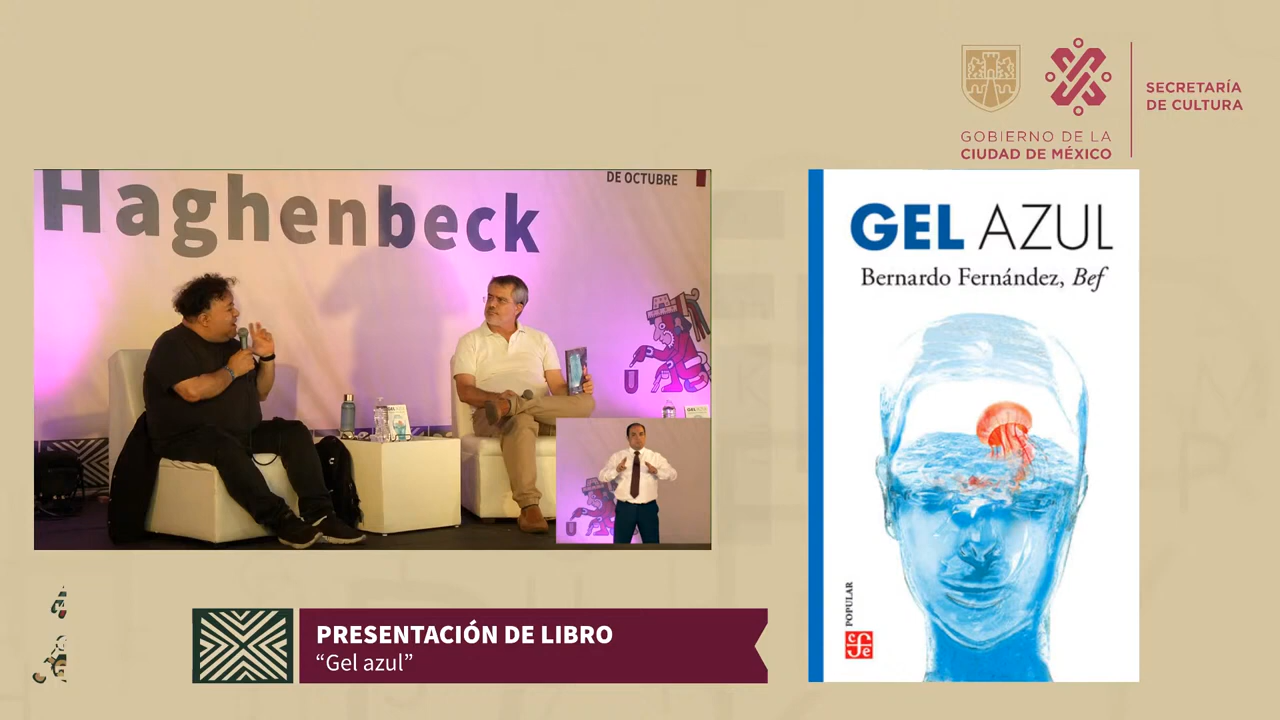 GOBIERNO DE LA
CIUDAD DE MÉXICO
SECRETARÍA
DE CULTURA
DE OCTUBRE
Haghenbeck
GEL AZUL
Bernardo Fernández, Bef
POPULAR
PRESENTACIÓN DE LIBRO
“Gel azul”